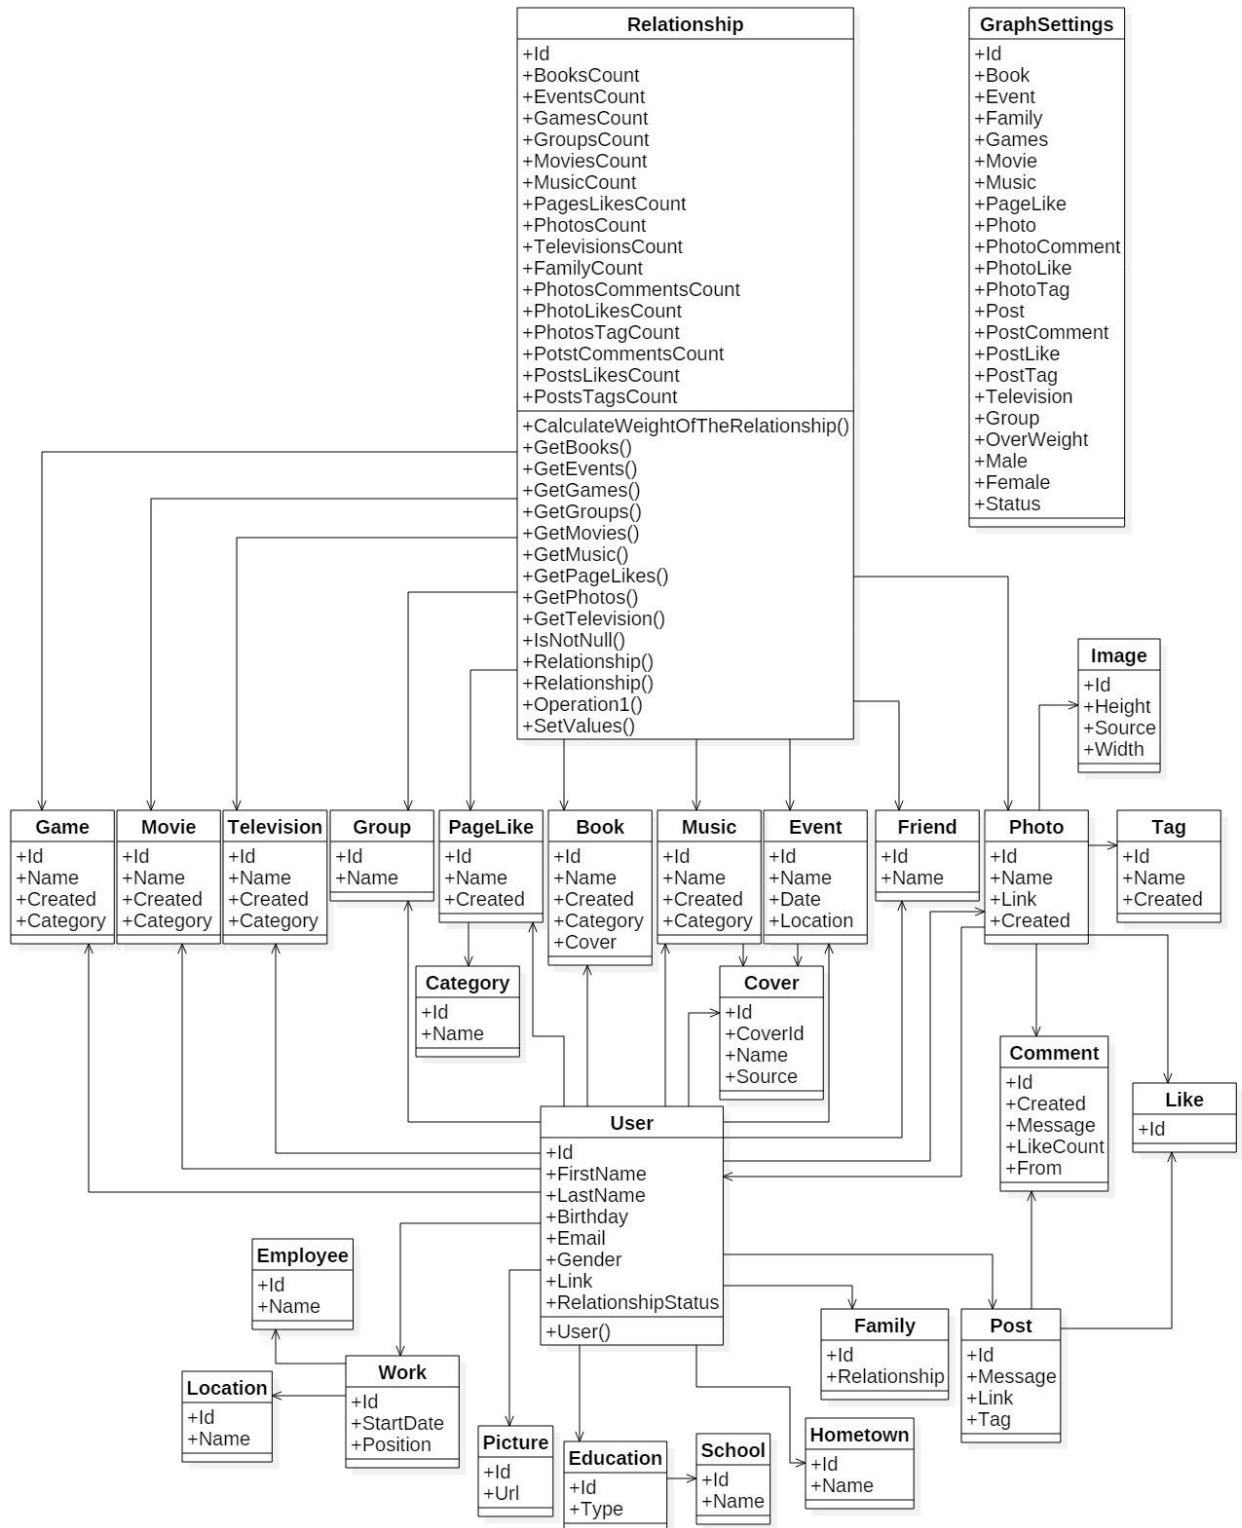 Relationship
+Id
+BooksCount
+EventsCount
+GamesCount
+GroupsCount
+MoviesCount
+MusicCount
+PagesLikesCount
+PhotosCount
+TelevisionsCount
+FamilyCount
+PhotosCommentsCount
+PhotoLikesCount
+PhotosTagCount
+PotstCommentsCount
+PostsLikesCount
+PostsTagsCount
+CalculateWeightOfTheRelationship()
+GetBooks()
+GetEvents()
+GetGames()
+GetGroups()
+GetMovies()
+GetMusic()
+GetPageLikes()
+GetPhotos()
+GetTelevision()
+IsNotNull()
+Relationship()
+Relationship()
+Operation1()
+SetValues()
GraphSettings
+Id
+Book
+Event
+Family
+Games
+Movie
+Music
+PageLike
+Photo
+PhotoComment
+PhotoLike
+PhotoTag
+Post
+PostComment
+PostLike
+PostTag
+Television
+Group
+OverWeight
+Male
+Female
+Status
Image
+Id
+Height
+Source
+Width
Game
+Id
+Name
+Created
+Category
Movie
+Id
+Name
+Created
+Category
Television
+Id
+Name
+Created
+Category
Group
+Id
+Name
PageLike
+Id
+Name
+Created
Book
+Id
+Name
+Created
+Category
+Cover
Music
+Id
+Name
+Created
+Category
Event
+Id
+Name
+Date
+Location
Friend
+Id
+Name
Photo
+Id
+Name
+Link
+Created
Tag
+Id
+Name
+Created
Category
+Id
+Name
Cover
+Id
+CoverId
+Name
+Source
Comment
+Id
+Created
+Message
+LikeCount
+From
Like
+Id
User
+Id
+FirstName
+LastName
+Birthday
+Email
+Gender
+Link
+RelationshipStatus
+User()
Employee
+Id
+Name
Location
+Id
+Name
Work
+Id
+StartDate
+Position
Picture
+Id
+Url
Education
+Id
+Type
School
+Id
+Name
Hometown
+Id
+Name
Family
+Id
+Relationship
Post
+Id
+Message
+Link
+Tag